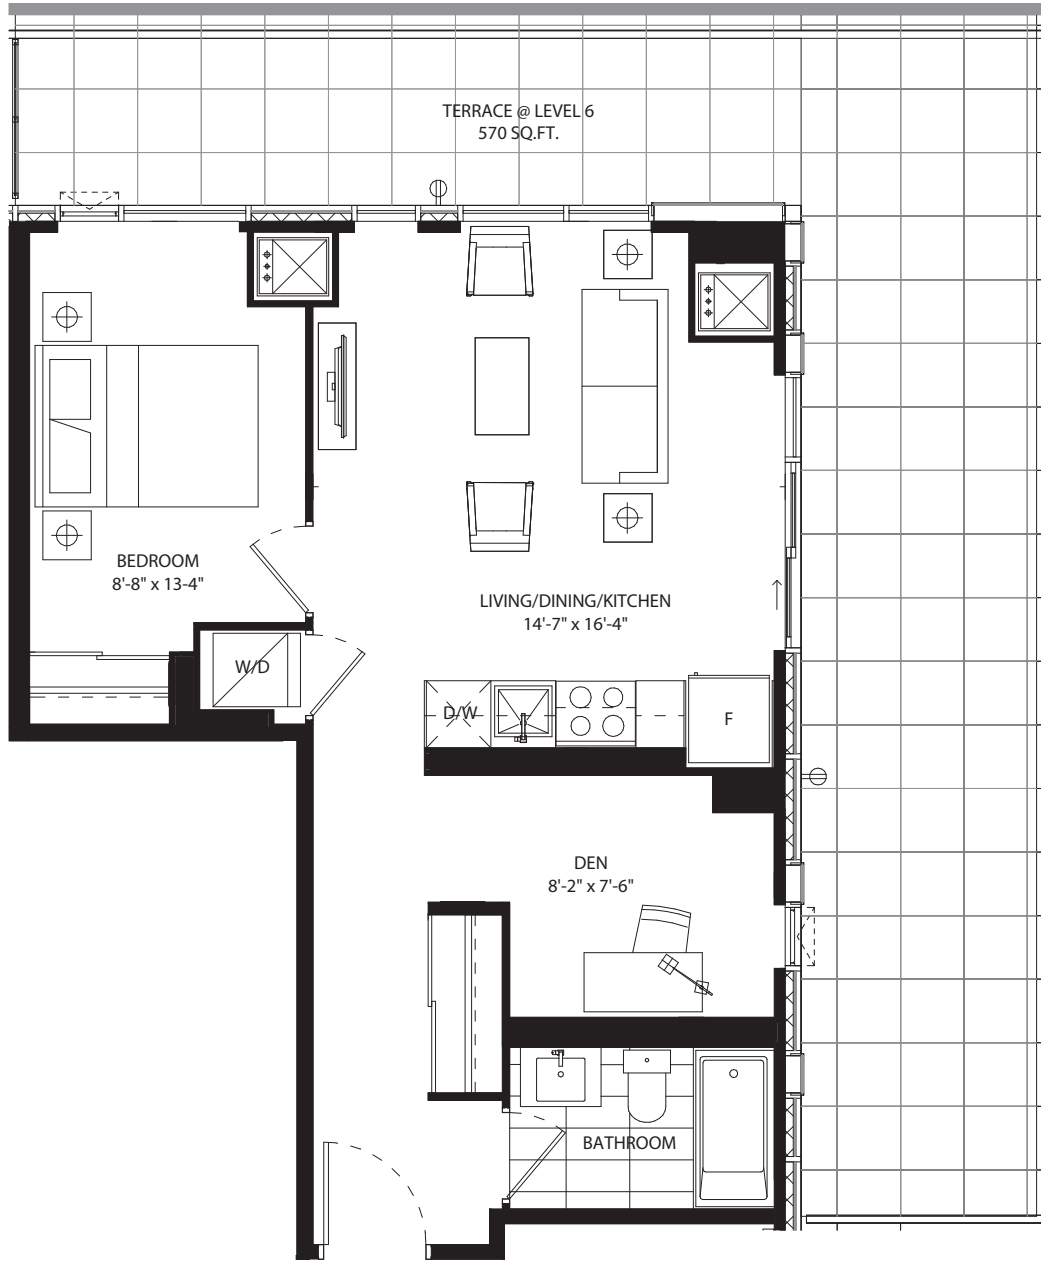 TERRACE @ LEVEL 6
570 SQ.FT.
BEDROOM
8'-8" x 13-4"
LIVING/DINING/KITCHEN
14'-7" x 16'-4"
W/D
D/W
F
DEN
8'-2" x 7'-6"
BATHROOM